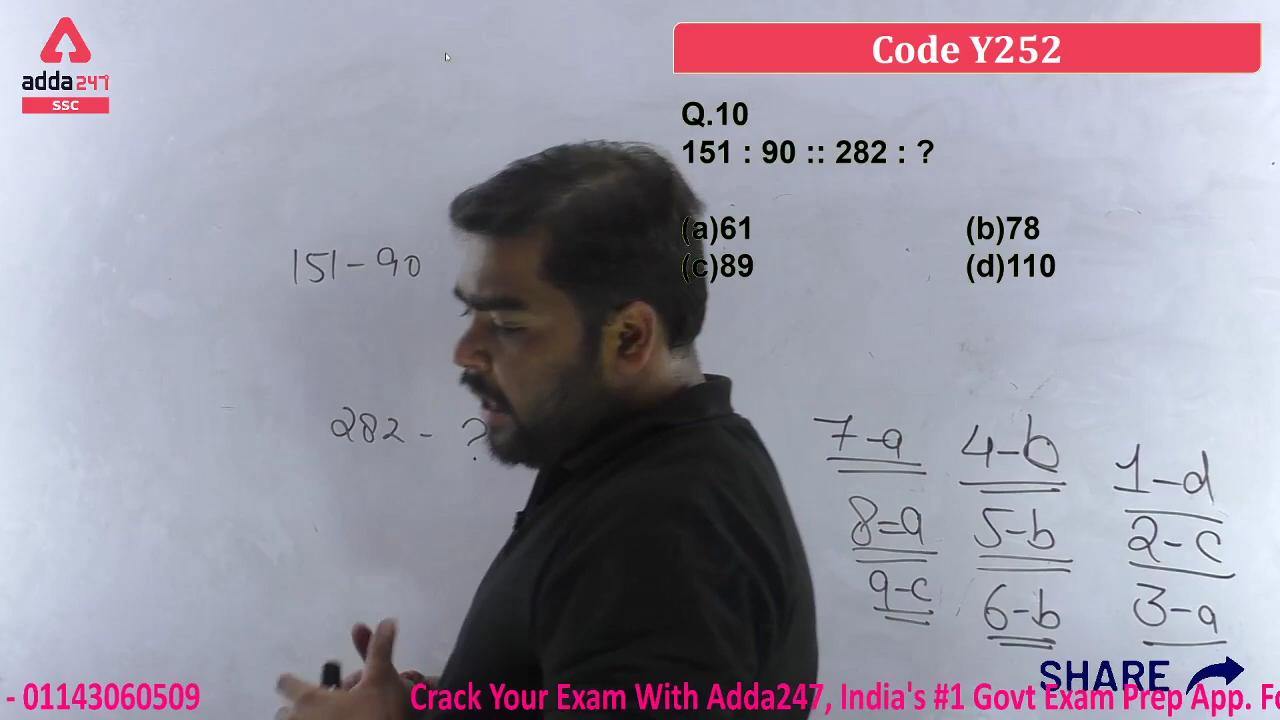 adda247
SSC
Code Y252
Q.10
151 : 90 :: 282 : ?
(a)61 (b)78
(c)89 (d)110
151-90
282 - ?
7-a 4-b 1-d
8=a 5-b 2-c
9-c 6-b 3-a
SHARE
- 01143060509 Crack Your Exam With Adda247, India's #1 Govt Exam Prep App. Fo